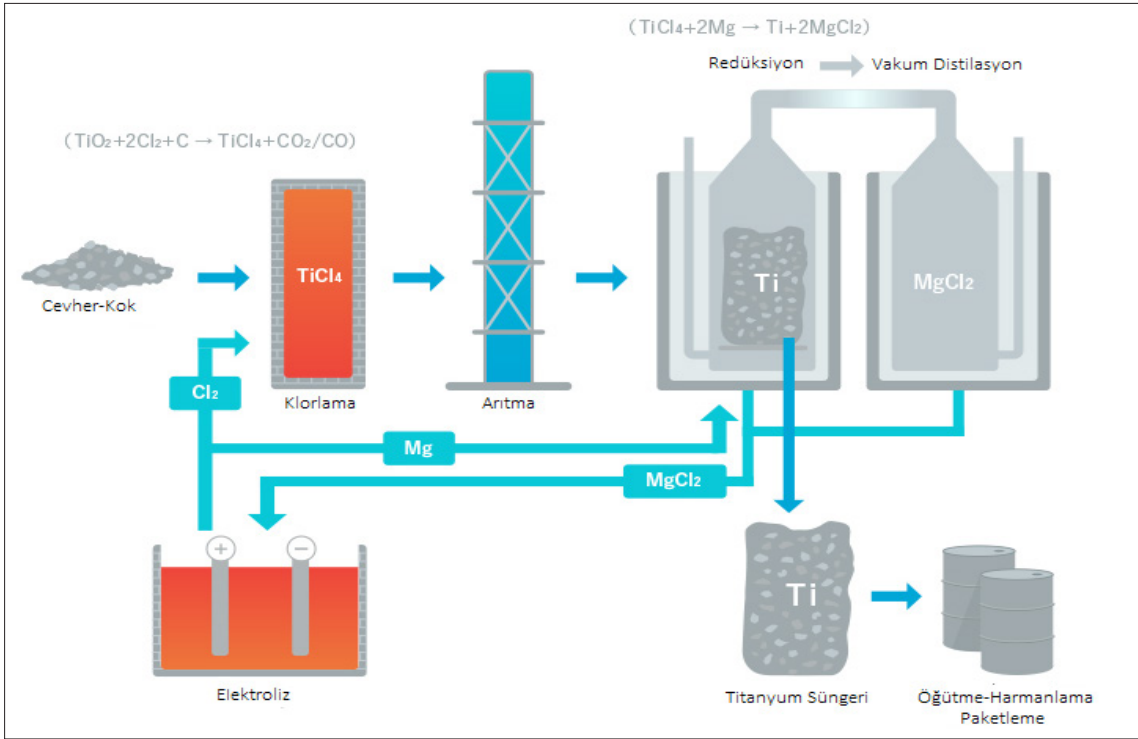 (TiCl₄+2Mg → Ti+2MgCl₂)
Redüksiyon → Vakum Distilasyon
(TiO₂+2Cl₂+C → TiCl₄+CO₂/CO)
TiCl₄
Ti
MgCl₂
Cevher-Kok
Klorlama
Arıtma
Cl₂
Mg
MgCl₂
+ −
Ti
Elektroliz
Titanyum Süngeri
Öğütme-Harmanlama
Paketleme